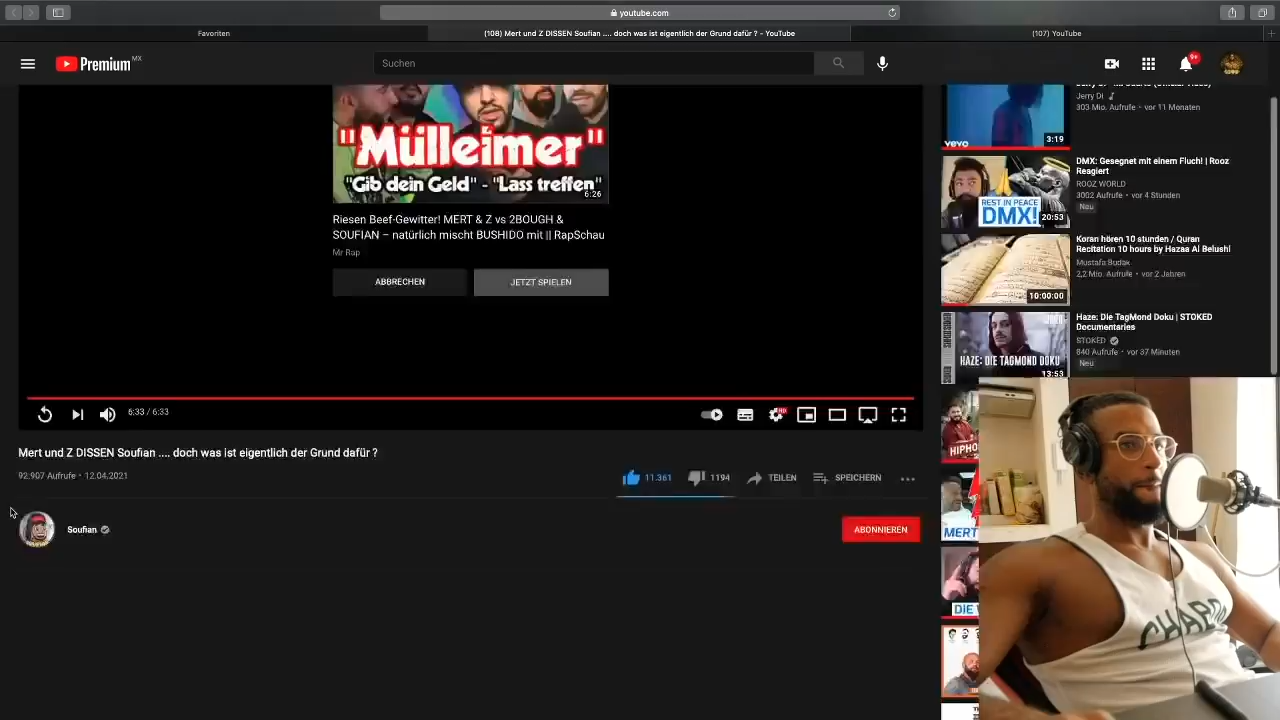 youtube.com
Favoriten
(108) Mert und Z DISSEN Soufian .... doch was ist eigentlich der Grund dafür ? - YouTube
(107) YouTube
Premium MX
Suchen
9+
"Mülleimer"
"Gib dein Geld" - "Lass treffen"
6:26
Riesen Beef-Gewitter! MERT & Z vs 2BOUGH &
SOUFIAN – natürlich mischt BUSHIDO mit || RapSchau
Mr Rap
ABBRECHEN
JETZT SPIELEN
6:33 / 6:33
HD
Mert und Z DISSEN Soufian .... doch was ist eigentlich der Grund dafür ?
92.907 Aufrufe • 12.04.2021
11.361
1194
TEILEN
SPEICHERN
Soufian
ABONNIEREN
Jerry Di
303 Mio. Aufrufe • vor 11 Monaten
vevo
3:19
DMX: Gesegnet mit einem Fluch! | Rooz
Reagiert
ROOZ WORLD
3002 Aufrufe • vor 4 Stunden
Neu
REST IN PEACE
DMX!
20:53
Koran hören 10 stunden / Quran
Recitation 10 hours by Hazaa Al Belushi
Mustafa Budak
2,2 Mio. Aufrufe • vor 2 Jahren
10:00:00
Haze: Die TagMond Doku | STOKED
Documentaries
STOKED
840 Aufrufe • vor 37 Minuten
Neu
HAZE: DIE TAGMOND DOKU
13:53
HIPHO
MERT
DIE